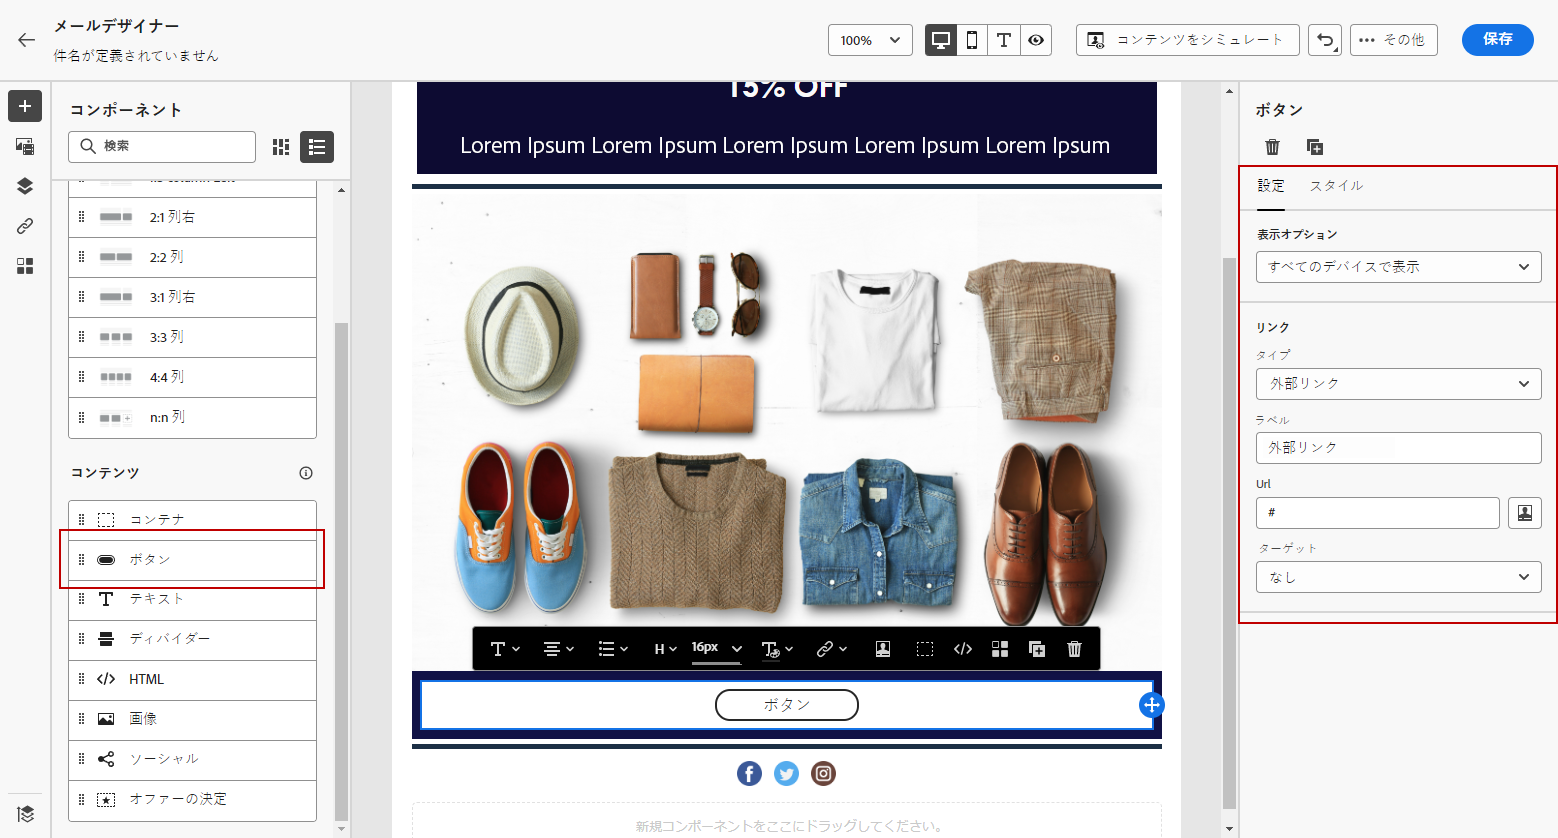 メールデザイナー
件名が定義されていません
100%
コンテンツをシミュレート
その他
保存
コンポーネント
検索
2:1 列右
2:2 列
3:1 列右
3:3 列
4:4 列
n:n 列
コンテンツ
コンテナ
ボタン
テキスト
ディバイダー
HTML
画像
ソーシャル
オファーの決定
15% OFF
Lorem Ipsum Lorem Ipsum Lorem Ipsum Lorem Ipsum Lorem Ipsum
H
16px
ボタン
新規コンポーネントをここにドラッグしてください。
ボタン
設定
スタイル
表示オプション
すべてのデバイスで表示
リンク
タイプ
外部リンク
ラベル
外部リンク
Url
#
ターゲット
なし